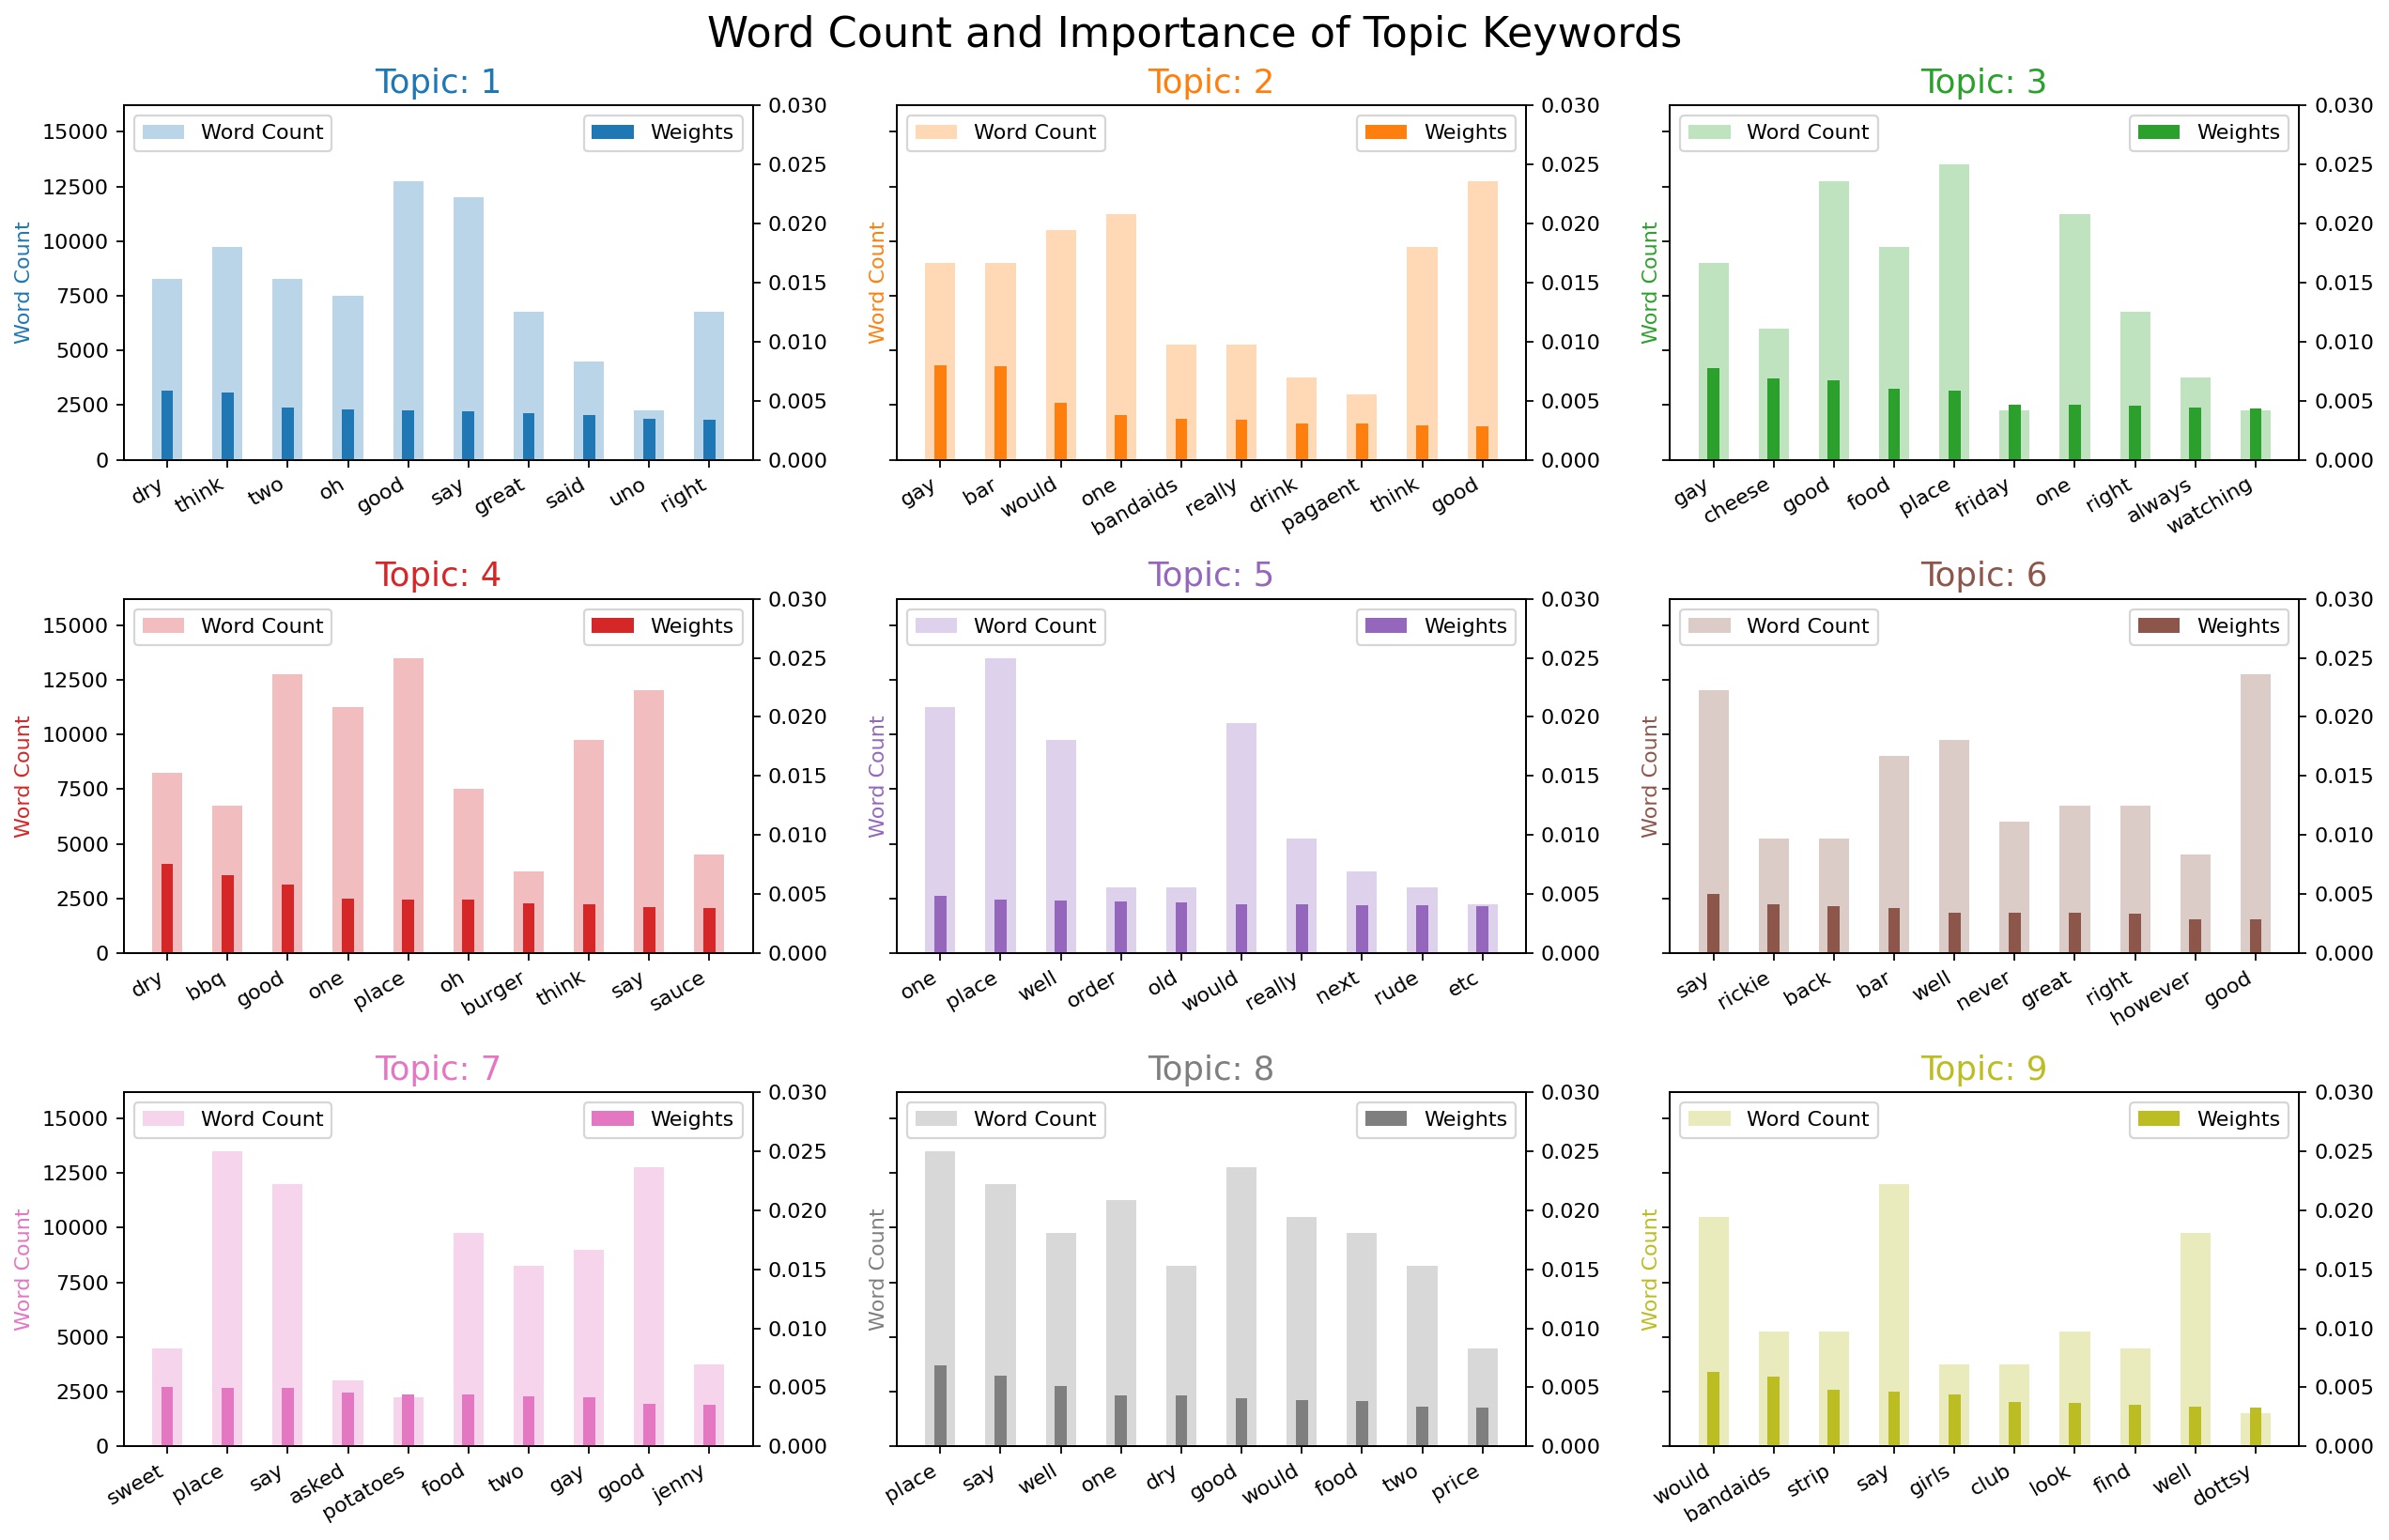 Word Count and Importance of Topic Keywords
Topic: 1
Word Count
Weights
15000
12500
10000
7500
5000
2500
0
0.030
0.025
0.020
0.015
0.010
0.005
0.000
Word Count
dry think two oh good say great said uno right
Topic: 2
Word Count
Weights
0.030
0.025
0.020
0.015
0.010
0.005
0.000
Word Count
gay bar would one bandaids really drink pagaent think good
Topic: 3
Word Count
Weights
0.030
0.025
0.020
0.015
0.010
0.005
0.000
Word Count
gay cheese good food place friday one right always watching
Topic: 4
Word Count
Weights
15000
12500
10000
7500
5000
2500
0
0.030
0.025
0.020
0.015
0.010
0.005
0.000
Word Count
dry bbq good one place oh burger think say sauce
Topic: 5
Word Count
Weights
0.030
0.025
0.020
0.015
0.010
0.005
0.000
Word Count
one place well order old would really next rude etc
Topic: 6
Word Count
Weights
0.030
0.025
0.020
0.015
0.010
0.005
0.000
Word Count
say rickie back bar well never great right however good
Topic: 7
Word Count
Weights
15000
12500
10000
7500
5000
2500
0
0.030
0.025
0.020
0.015
0.010
0.005
0.000
Word Count
sweet place say asked potatoes food two gay good jenny
Topic: 8
Word Count
Weights
0.030
0.025
0.020
0.015
0.010
0.005
0.000
Word Count
place say well one dry good would food two price
Topic: 9
Word Count
Weights
0.030
0.025
0.020
0.015
0.010
0.005
0.000
Word Count
would bandaids strip say girls club look find well dottsy